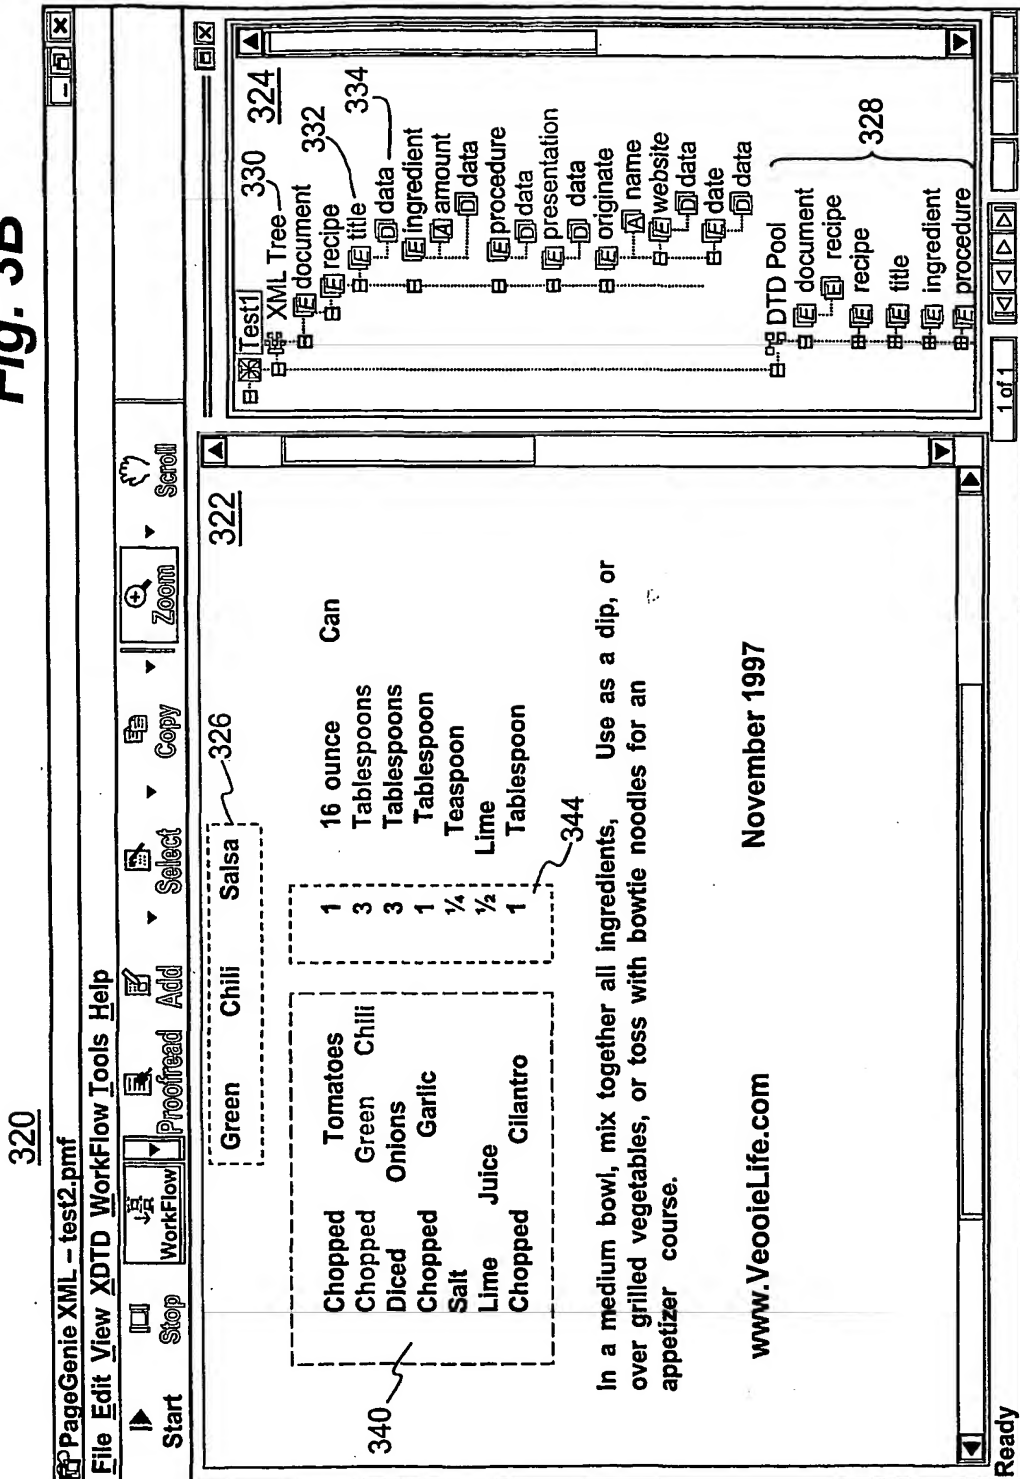 Fig. 3B
320
PageGenie XML – test2.pmf
File Edit View XDTD WorkFlow Tools Help
Start Stop WorkFlow Proofread Add Select Copy Zoom Scroll
322
Green Chili Salsa
326
Chopped Tomatoes 1 16 ounce Can
Chopped Green Chili 3 Tablespoons
Diced Onions 3 Tablespoons
Chopped Garlic 1 Tablespoon
Salt ¼ Teaspoon
Lime Juice ½ Lime
Chopped Cilantro 1 Tablespoon
340
344
In a medium bowl, mix together all ingredients, Use as a dip, or
over grilled vegetables, or toss with bowtie noodles for an
appetizer course.
www.VeooieLife.com November 1997
324
Test1
XML Tree 330
E document
E recipe 332
E title
D data 334
E ingredient
A amount
D data
E procedure
D data
E presentation
D data
E originate
A name
E website
D data
E date
D data
DTD Pool
E document
E recipe
E recipe
E title
E ingredient
E procedure
328
Ready
1 of 1